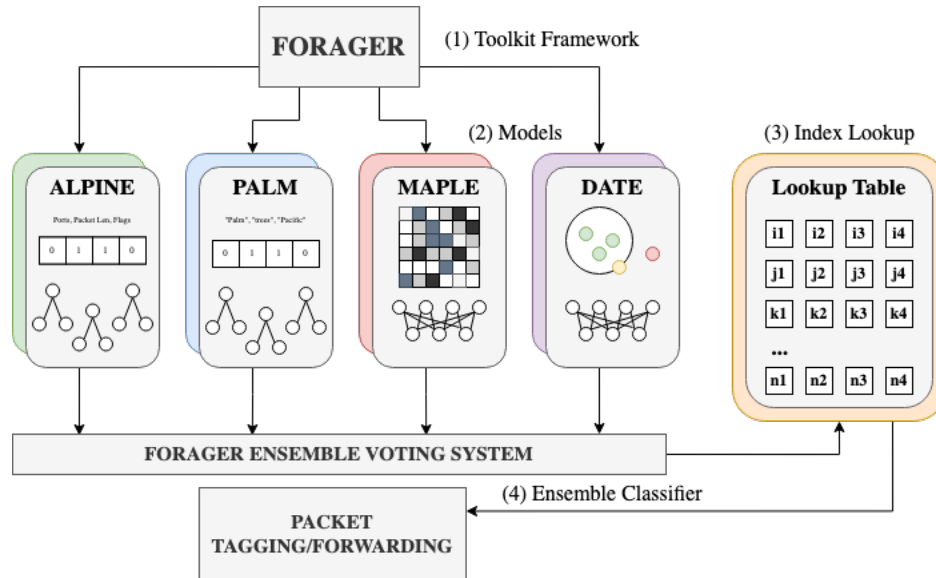 FORAGER
(1) Toolkit Framework
(2) Models
(3) Index Lookup
ALPINE
Ports, Packet Len, Flags
0 1 1 0
PALM
"Palm", "trees", "Pacific"
0 1 1 0
MAPLE
DATE
Lookup Table
i1 i2 i3 i4
j1 j2 j3 j4
k1 k2 k3 k4
...
n1 n2 n3 n4
FORAGER ENSEMBLE VOTING SYSTEM
(4) Ensemble Classifier
PACKET
TAGGING/FORWARDING